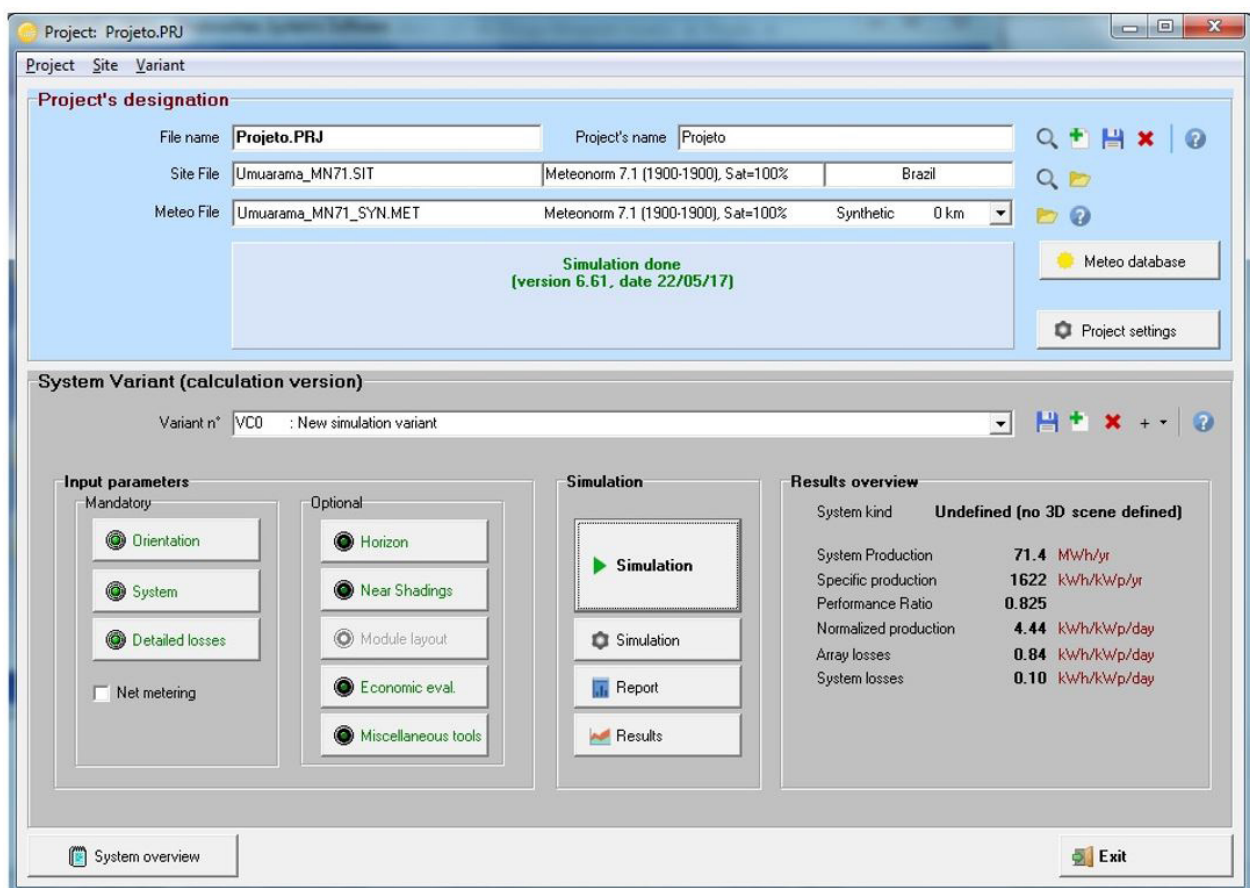 Project: Projeto.PRJ
Project Site Variant
Project's designation
File name Projeto.PRJ Project's name Projeto
Site File Umuarama_MN71.SIT Meteonorm 7.1 (1900-1900), Sat=100% Brazil
Meteo File Umuarama_MN71_SYN.MET Meteonorm 7.1 (1900-1900), Sat=100% Synthetic 0 km
Simulation done
(version 6.61, date 22/05/17)
Meteo database
Project settings
System Variant (calculation version)
Variant n° VC0 : New simulation variant
Input parameters
Mandatory
Orientation
System
Detailed losses
Net metering
Optional
Horizon
Near Shadings
Module layout
Economic eval.
Miscellaneous tools
Simulation
Simulation
Simulation
Report
Results
Results overview
System kind Undefined (no 3D scene defined)
System Production 71.4 MWh/yr
Specific production 1622 kWh/kWp/yr
Performance Ratio 0.825
Normalized production 4.44 kWh/kWp/day
Array losses 0.84 kWh/kWp/day
System losses 0.10 kWh/kWp/day
System overview
Exit